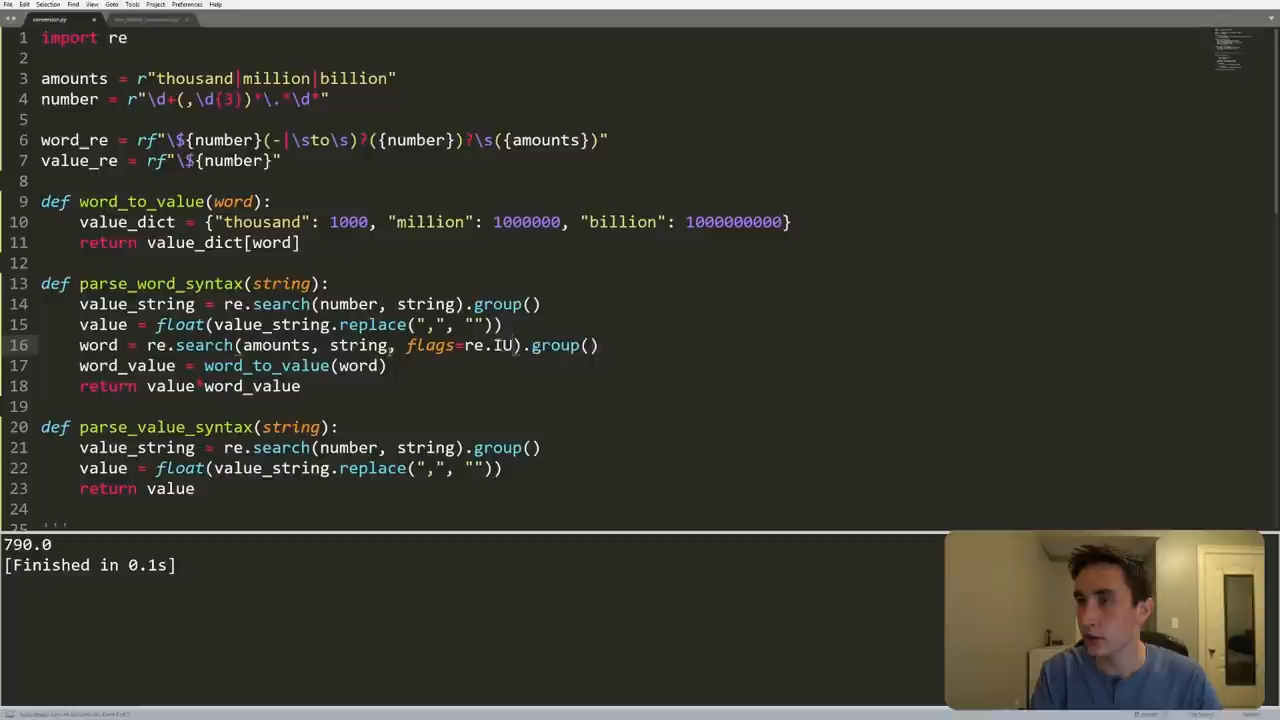 File Edit Selection Find View Goto Tools Project Preferences Help
conversion.py
1 import re
2
3 amounts = r"thousand|million|billion"
4 number = r"\d+(,\d{3})*\.*\d*"
5
6 word_re = rf"\${number}(-|\sto\s)?({number})?\s({amounts})"
7 value_re = rf"\${number}"
8
9 def word_to_value(word):
10 value_dict = {"thousand": 1000, "million": 1000000, "billion": 1000000000}
11 return value_dict[word]
12
13 def parse_word_syntax(string):
14 value_string = re.search(number, string).group()
15 value = float(value_string.replace(",", ""))
16 word = re.search(amounts, string, flags=re.IU).group()
17 word_value = word_to_value(word)
18 return value*word_value
19
20 def parse_value_syntax(string):
21 value_string = re.search(number, string).group()
22 value = float(value_string.replace(",", ""))
23 return value
24
25 '''
790.0
[Finished in 0.1s]